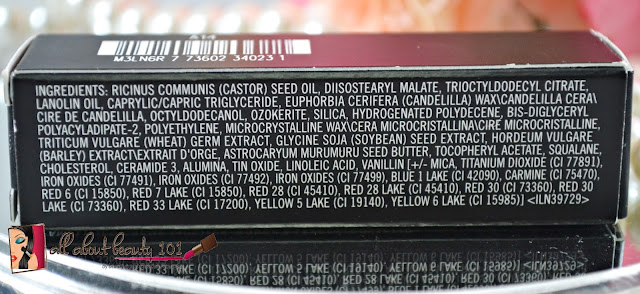 A14
M3LN6R 7 73602 34023 1
INGREDIENTS: RICINUS COMMUNIS (CASTOR) SEED OIL, DIISOSTEARYL MALATE, TRIOCTYLDODECYL CITRATE,
LANOLIN OIL, CAPRYLIC/CAPRIC TRIGLYCERIDE, EUPHORBIA CERIFERA (CANDELILLA) WAX\CANDELILLA CERA\
CIRE DE CANDELILLA, OCTYLDODECANOL, OZOKERITE, SILICA, HYDROGENATED POLYDECENE, BIS-DIGLYCERYL
POLYACYLADIPATE-2, POLYETHYLENE, MICROCRYSTALLINE WAX\CERA MICROCRISTALLINA\CIRE MICROCRISTALLINE,
TRITICUM VULGARE (WHEAT) GERM EXTRACT, GLYCINE SOJA (SOYBEAN) SEED EXTRACT, HORDEUM VULGARE
(BARLEY) EXTRACT\EXTRAIT D'ORGE, ASTROCARYUM MURUMURU SEED BUTTER, TOCOPHERYL ACETATE, SQUALANE,
CHOLESTEROL, CERAMIDE 3, ALUMINA, TIN OXIDE, LINOLEIC ACID, VANILLIN [+/- MICA, TITANIUM DIOXIDE (CI 77891),
IRON OXIDES (CI 77491), IRON OXIDES (CI 77492), IRON OXIDES (CI 77499), BLUE 1 LAKE (CI 42090), CARMINE (CI 75470),
RED 6 (CI 15850), RED 7 LAKE (CI 15850), RED 28 (CI 45410), RED 28 LAKE (CI 45410), RED 30 (CI 73360), RED 30
LAKE (CI 73360), RED 33 LAKE (CI 17200), YELLOW 5 LAKE (CI 19140), YELLOW 6 LAKE (CI 15985)] <ILN39729>
all about beauty 101